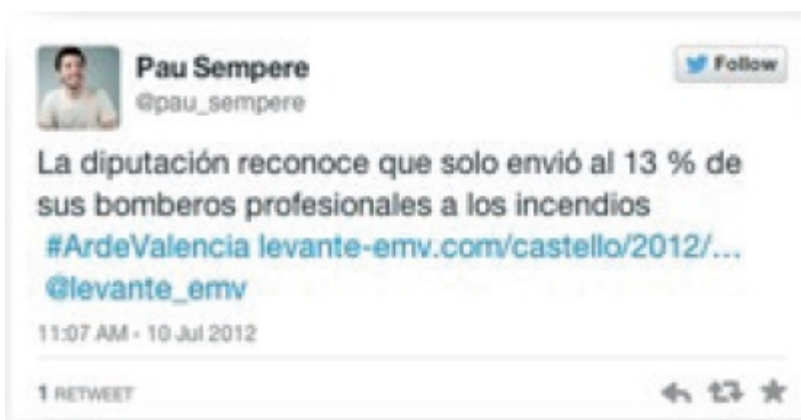 Pau Sempere
Follow
@pau_sempere
La diputación reconoce que solo envió al 13 % de
sus bomberos profesionales a los incendios
#ArdeValencia levante-emv.com/castello/2012/...
@levante_emv
11:07 AM - 10 Jul 2012
1 RETWEET